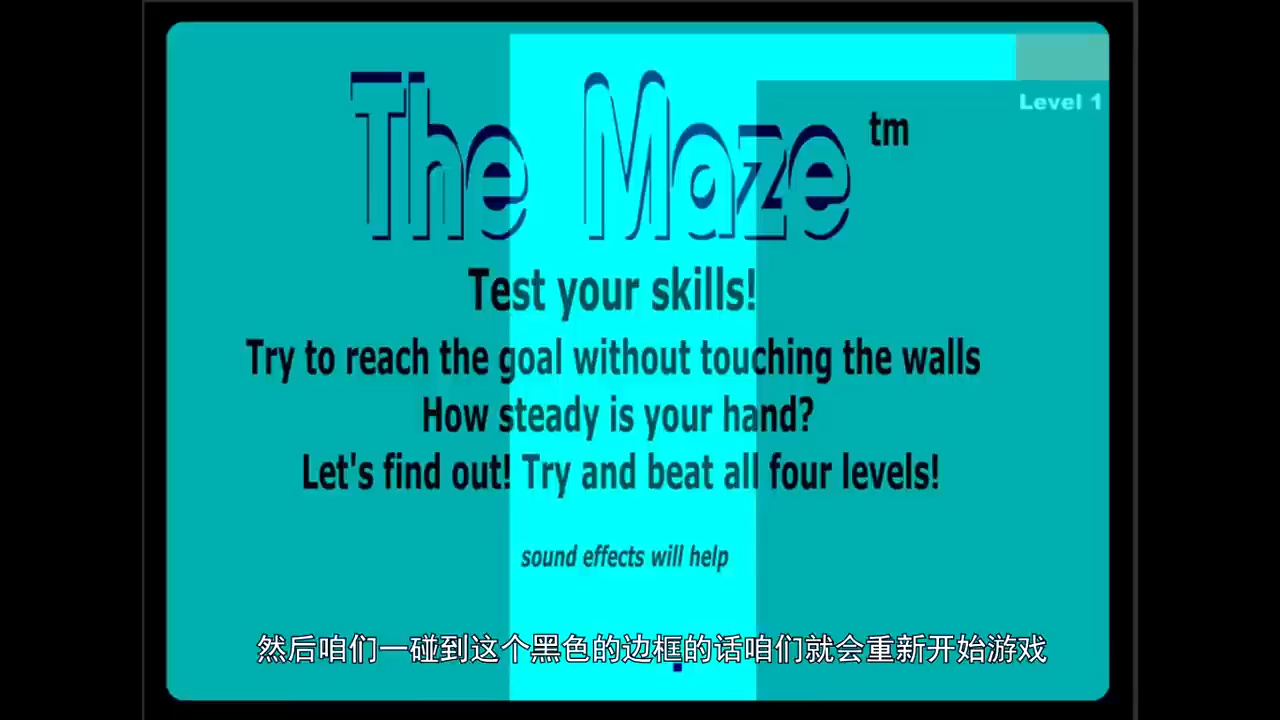 The Maze tm
Level 1
Test your skills!
Try to reach the goal without touching the walls
How steady is your hand?
Let's find out! Try and beat all four levels!
sound effects will help
然后咱们一碰到这个黑色的边框的话咱们就会重新开始游戏